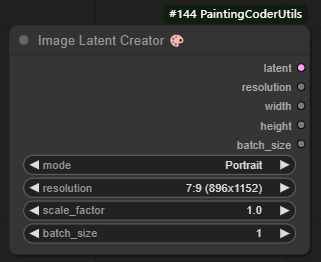 #144 PaintingCoderUtils
Image Latent Creator 🎨
latent
resolution
width
height
batch_size
mode Portrait
resolution 7:9 (896x1152)
scale_factor 1.0
batch_size 1